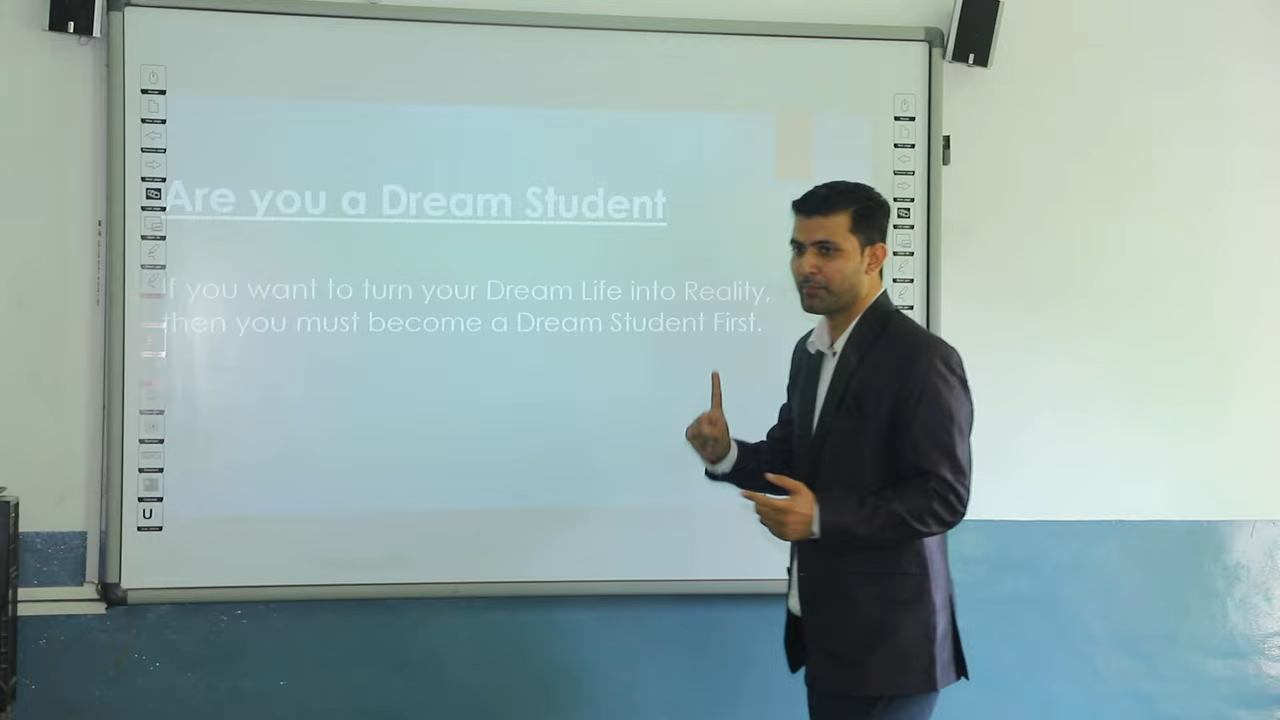 Are you a Dream Student
If you want to turn your Dream Life into Reality,
then you must become a Dream Student First.
U